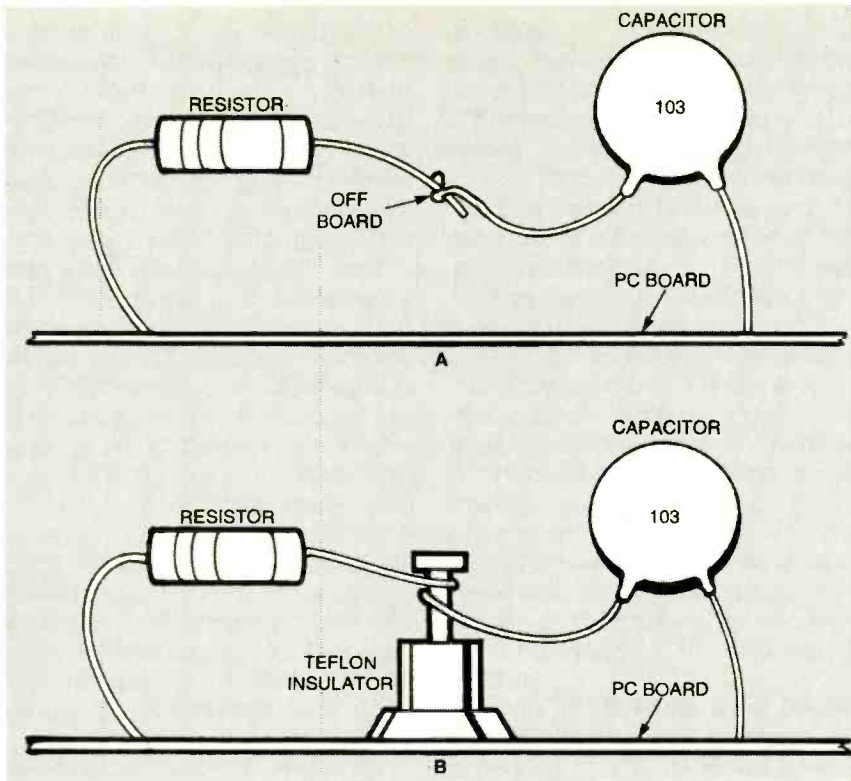 CAPACITOR
103
RESISTOR
OFF
BOARD
PC BOARD
A
CAPACITOR
103
RESISTOR
TEFLON
INSULATOR
PC BOARD
B